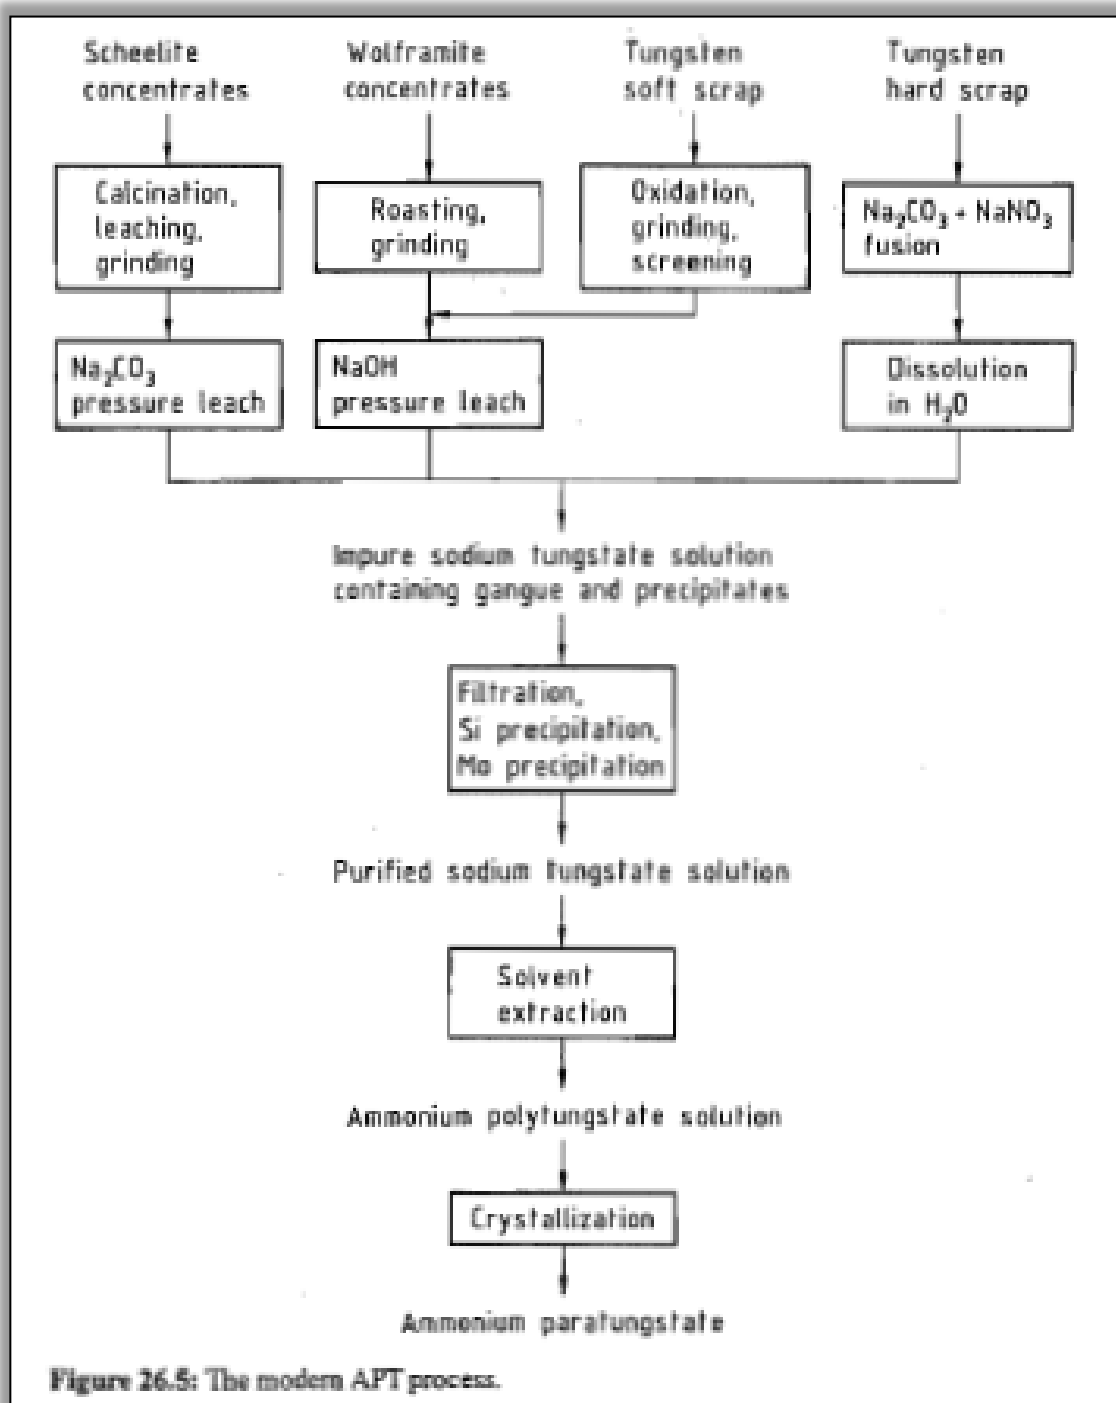 Scheelite
concentrates
Wolframite
concentrates
Tungsten
soft scrap
Tungsten
hard scrap
Calcination,
leaching,
grinding
Roasting,
grinding
Oxidation,
grinding,
screening
Na₂CO₃ + NaNO₃
fusion
Na₂CO₃
pressure leach
NaOH
pressure leach
Dissolution
in H₂O
Impure sodium tungstate solution
containing gangue and precipitates
Filtration,
Si precipitation,
Mo precipitation
Purified sodium tungstate solution
Solvent
extraction
Ammonium polytungstate solution
Crystallization
Ammonium paratungstate
Figure 26.5: The modern APT process.